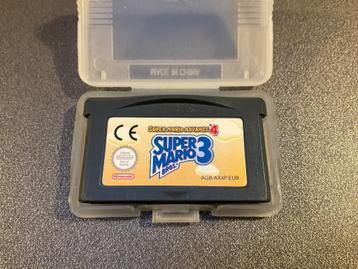 MADE IN CHINA
CE
SUPER MARIO ADVANCE 4
SUPER
MARIO 3
BROS.
Nintendo
AGB-AX4P-EUR